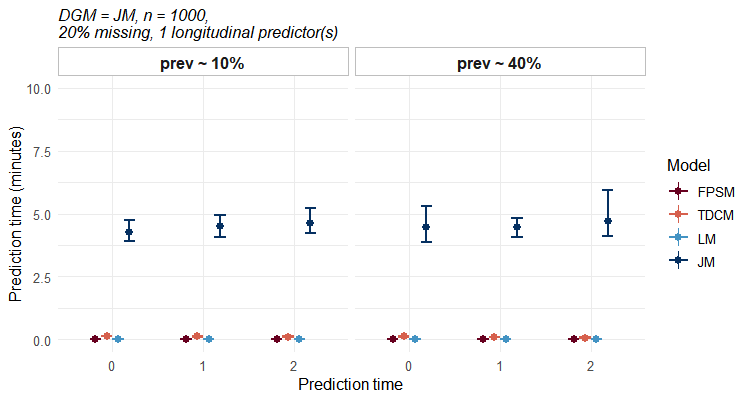 DGM = JM, n = 1000,
20% missing, 1 longitudinal predictor(s)
prev ~ 10%
prev ~ 40%
Prediction time (minutes)
10.0
7.5
5.0
2.5
0.0
0 1 2
0 1 2
Prediction time
Model
FPSM
TDCM
LM
JM